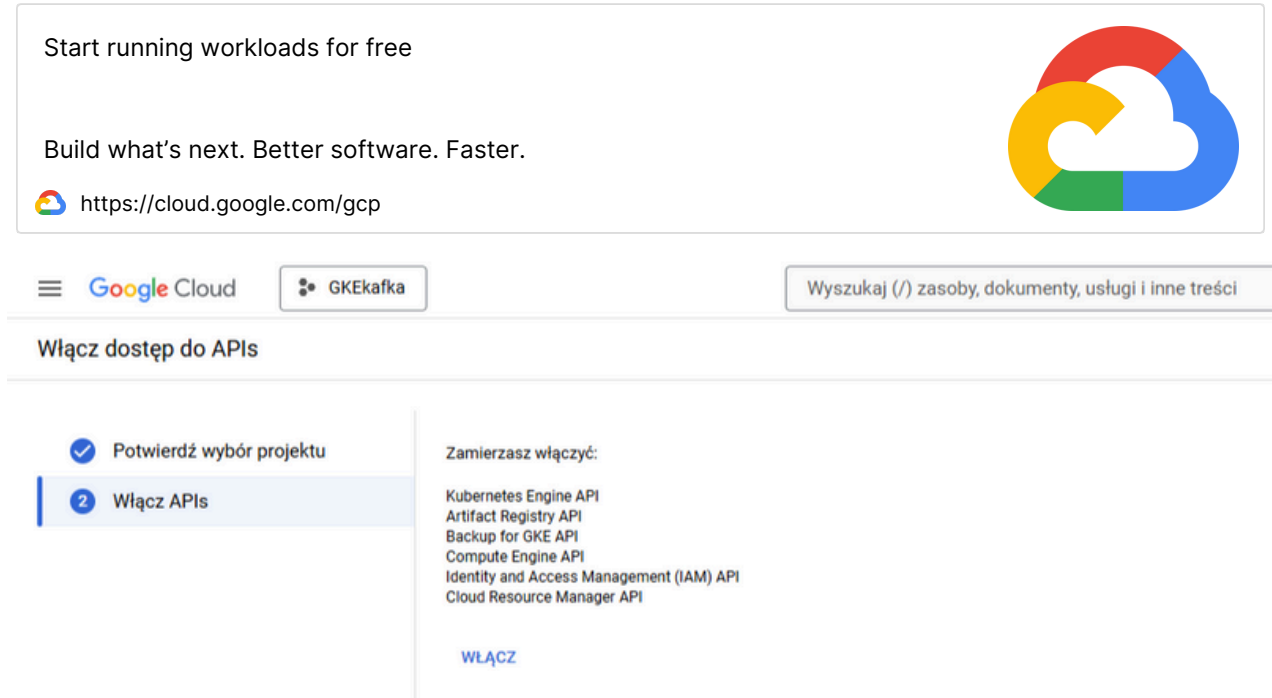 Start running workloads for free
Build what’s next. Better software. Faster.
https://cloud.google.com/gcp
Google Cloud
GKEkafka
Wyszukaj (/) zasoby, dokumenty, usługi i inne treści
Włącz dostęp do APIs
Potwierdź wybór projektu
2 Włącz APIs
Zamierzasz włączyć:
Kubernetes Engine API
Artifact Registry API
Backup for GKE API
Compute Engine API
Identity and Access Management (IAM) API
Cloud Resource Manager API
WŁĄCZ